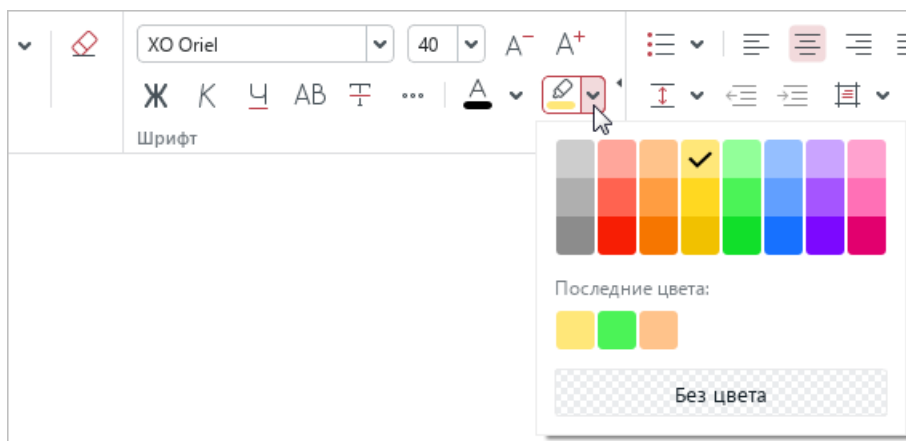 XO Oriel 40 A⁻ A⁺
Ж К Ч АВ Т ... А
Шрифт
Последние цвета:
Без цвета